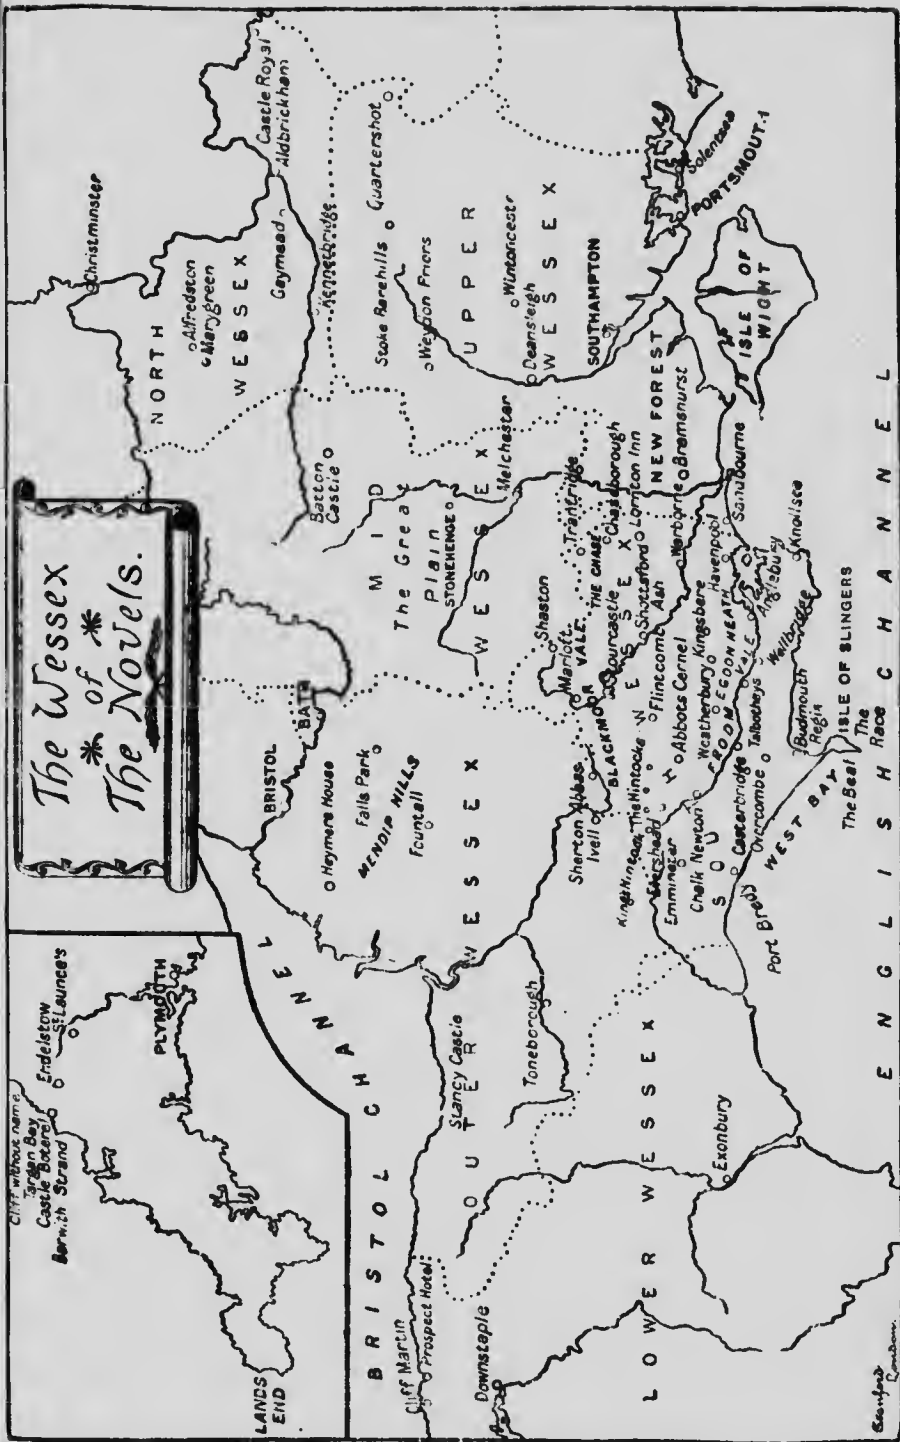 The Wessex
* of *
The Novels.
Cliff without name
Targan Bay
Castle Boterel
Barwith Strand
Endelstow
St Launce's
PLYMOUTH
LANDS
END
BRISTOL CHANNEL
BRISTOL
BATH
Heymere House
Falls Park
MENDIP HILLS
Fountall
NORTH
WESSEX
Christminster
Alfredston
Marygreen
Castle Royal
Aldbrickham
Gaymead
Kennetbridge
Batton
Castle
MID
WESSEX
The Great
Plain
STONEHENGE
Melchester
UPPER
WESSEX
Quartershot
Stoke Barehills
Weydon Priors
Wintoncestr
Deansleigh
SOUTHAMPTON
NEW FOREST
Bramshurst
Solentsea
PORTSMOUT
ISLE OF
WIGHT
OUTER
WESSEX
Cliff Martin
Prospect Hotel
Downstaple
Stancy Castle
Toneborough
LOWER WESSEX
Exonbury
SOUTH
WESSEX
Shaston
Marlott
VALE
BLACKMOOR
Trantridge
THE CHASE
Chaseborough
Sourcastle
Shottsford
Lornton Inn
Warborne
Flintcomb Ash
Sherton Abbas
Ivell
King's Hintock
The Hintocks
Evershead
Emminster
Chalk Newton
Abbots Cernel
Weatherbury
Kingsbere
Havenpool
Sandbourne
EGDON HEATH
FROOM
VALE
Casterbridge
Overcombe
Talbotheys
Wellbridge
Anglebury
Knollsea
Port Bredy
WEST BAY
Budmouth
Regis
ISLE OF SLINGERS
The Beal
The
Race
ENGLISH CHANNEL
London.